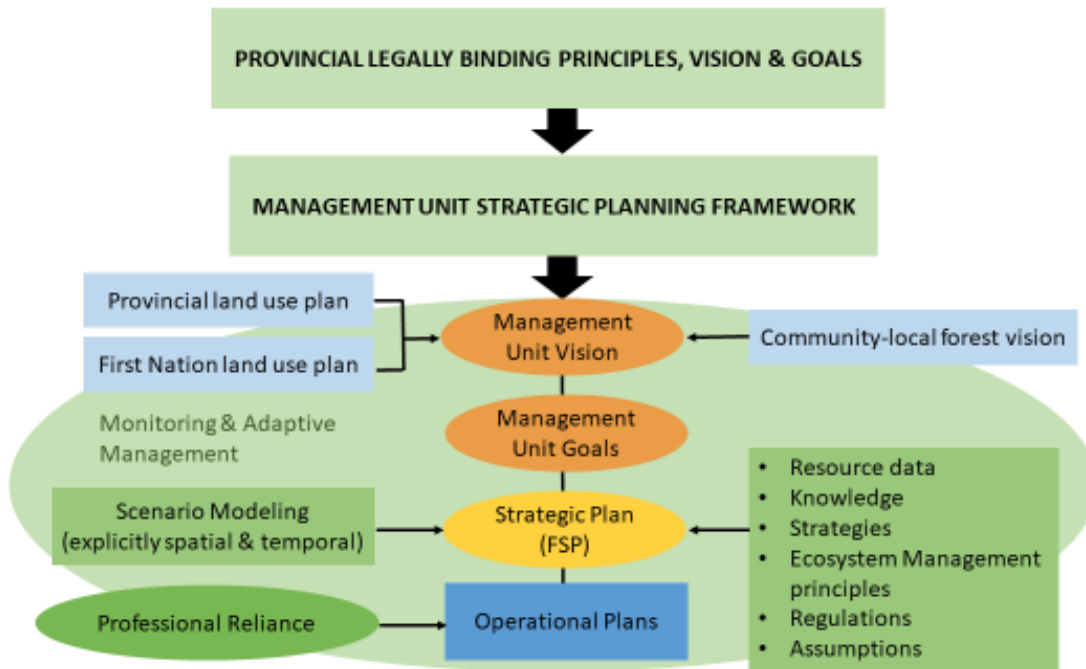 PROVINCIAL LEGALLY BINDING PRINCIPLES, VISION & GOALS
MANAGEMENT UNIT STRATEGIC PLANNING FRAMEWORK
Provincial land use plan
First Nation land use plan
Management
Unit Vision
Community-local forest vision
Monitoring & Adaptive
Management
Management
Unit Goals
Scenario Modeling
(explicitly spatial & temporal)
Strategic Plan
(FSP)
• Resource data
• Knowledge
• Strategies
• Ecosystem Management
principles
• Regulations
• Assumptions
Professional Reliance
Operational Plans